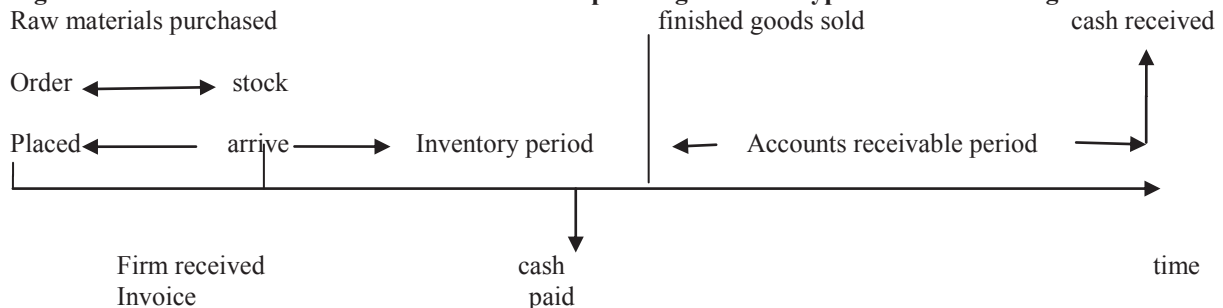 Raw materials purchased finished goods sold cash received
Order stock
Placed arrive Inventory period Accounts receivable period
Firm received cash time
Invoice paid